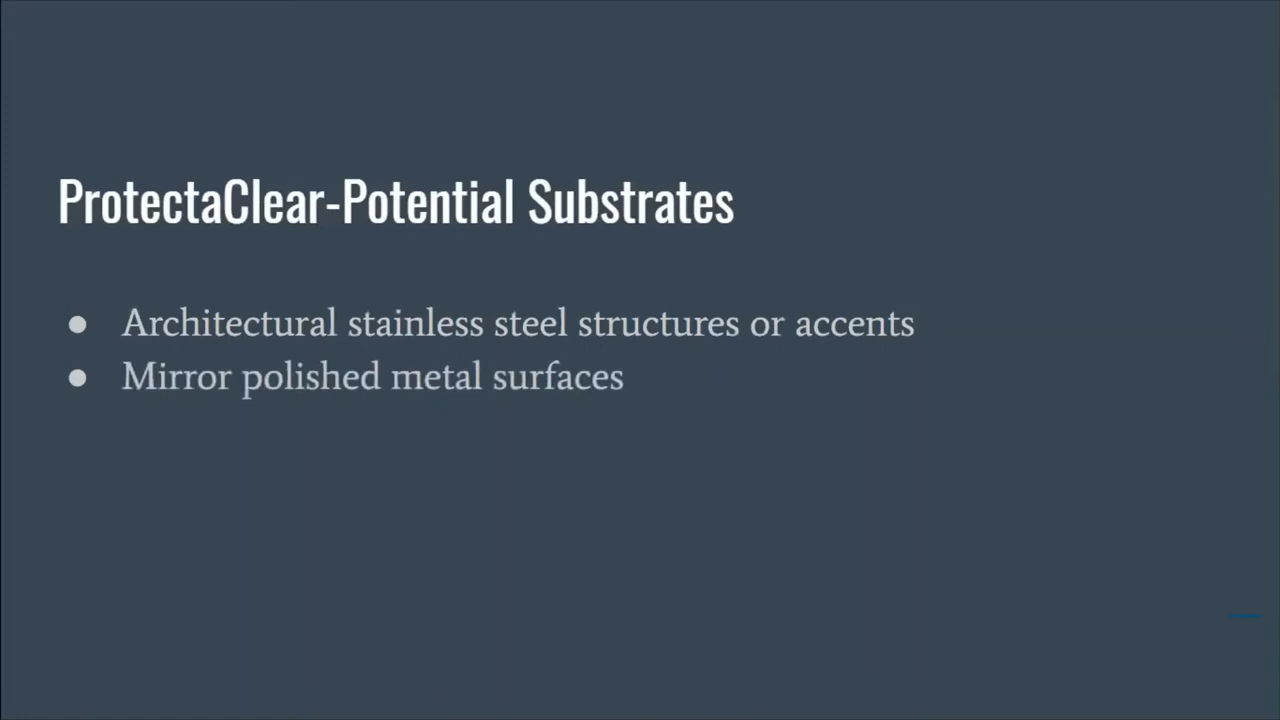 ProtectaClear-Potential Substrates
● Architectural stainless steel structures or accents
● Mirror polished metal surfaces